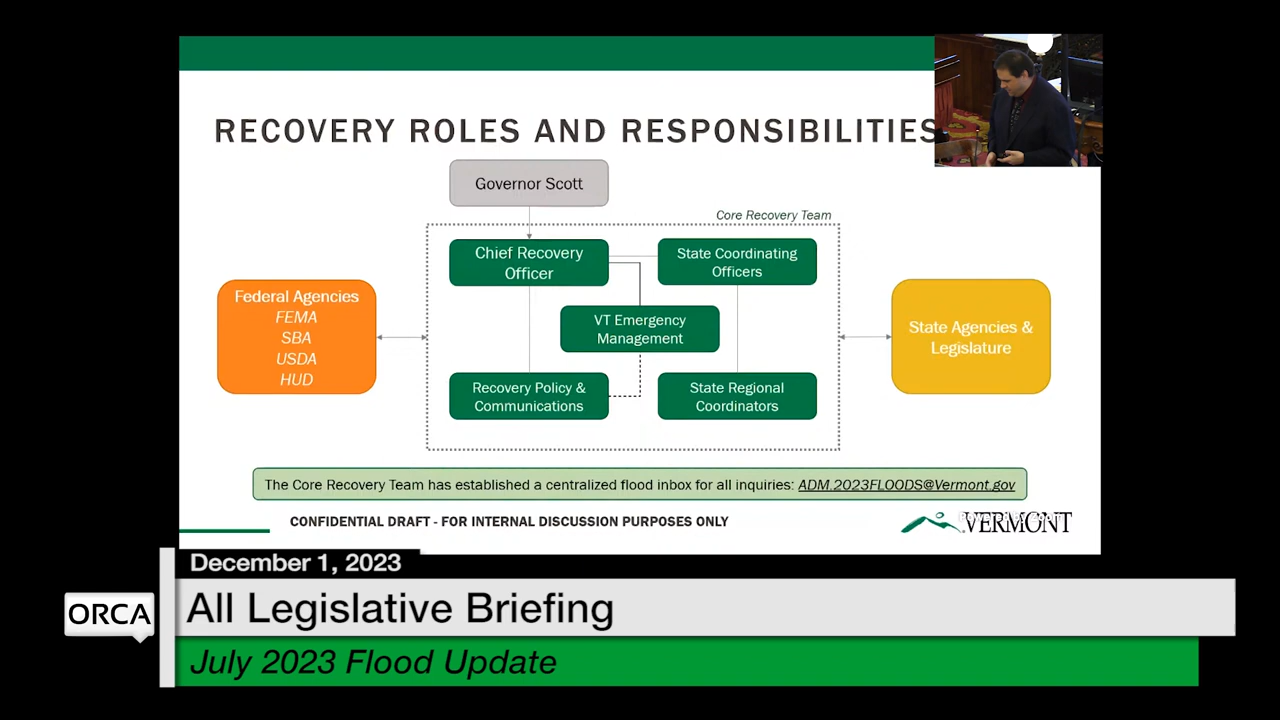 RECOVERY ROLES AND RESPONSIBILITIES
Governor Scott
Core Recovery Team
Chief Recovery
Officer
State Coordinating
Officers
Federal Agencies
FEMA
SBA
USDA
HUD
VT Emergency
Management
State Agencies &
Legislature
Recovery Policy &
Communications
State Regional
Coordinators
The Core Recovery Team has established a centralized flood inbox for all inquiries: ADM.2023FLOODS@Vermont.gov
CONFIDENTIAL DRAFT - FOR INTERNAL DISCUSSION PURPOSES ONLY
VERMONT
December 1, 2023
ORCA
All Legislative Briefing
July 2023 Flood Update